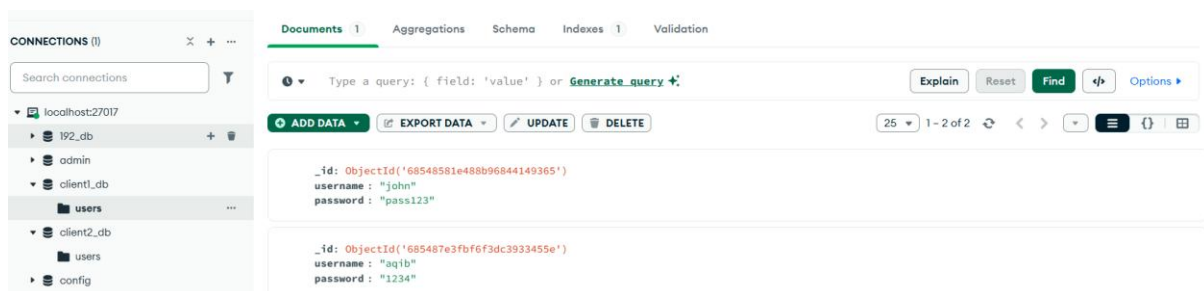 CONNECTIONS (1)
Search connections
localhost:27017
192_db
admin
client1_db
users
client2_db
users
config
Documents 1 Aggregations Schema Indexes 1 Validation
Type a query: { field: 'value' } or Generate query
Explain Reset Find </> Options
ADD DATA EXPORT DATA UPDATE DELETE
25 1 – 2 of 2 {}
_id: ObjectId('68548581e488b96844149365')
username : "john"
password : "pass123"
_id: ObjectId('685487e3fbf6f3dc3933455e')
username : "aqib"
password : "1234"